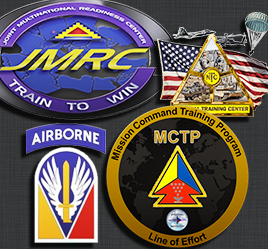 JOINT MULTINATIONAL READINESS CENTER
JMRC
TRAIN TO WIN
NTC
TRAINING CENTER
AIRBORNE
Mission Command Training Program
MCTP
Line of Effort